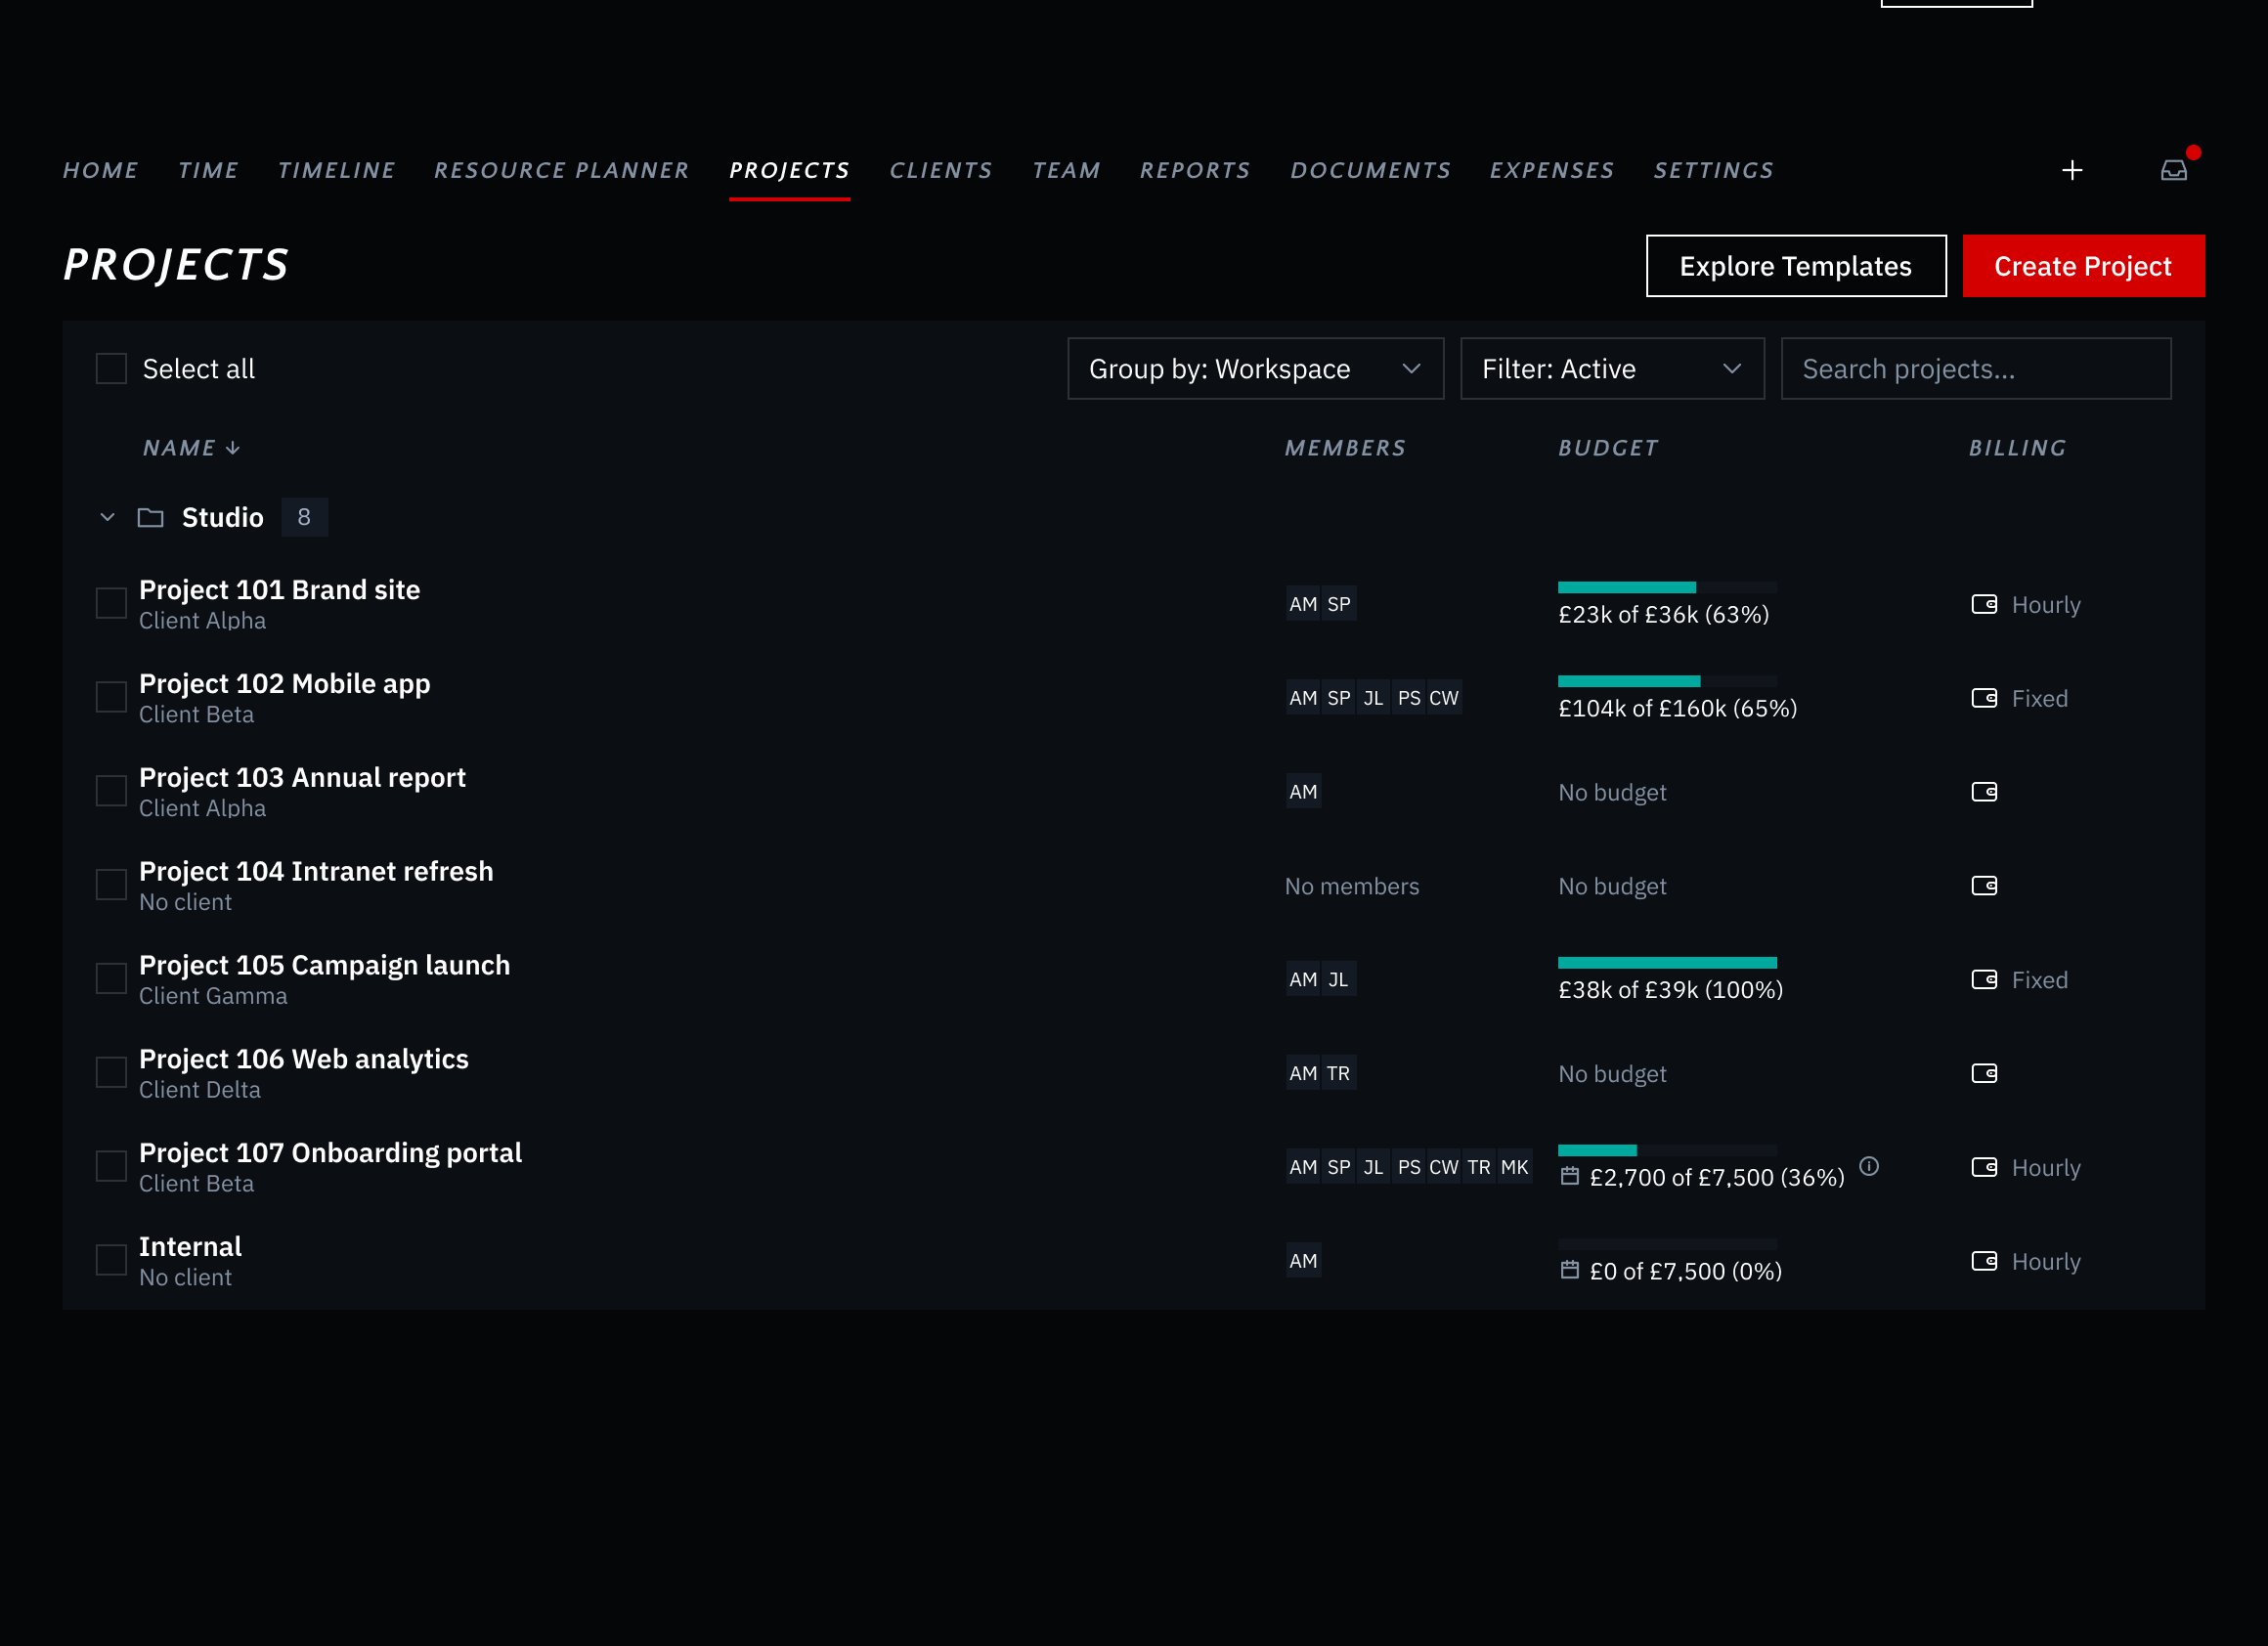 HOME TIME TIMELINE RESOURCE PLANNER PROJECTS CLIENTS TEAM REPORTS DOCUMENTS EXPENSES SETTINGS
PROJECTS Explore Templates Create Project
Select all Group by: Workspace Filter: Active Search projects...
NAME MEMBERS BUDGET BILLING
Studio 8
Project 101 Brand site
Client Alpha
AM SP
£23k of £36k (63%)
Hourly
Project 102 Mobile app
Client Beta
AM SP JL PS CW
£104k of £160k (65%)
Fixed
Project 103 Annual report
Client Alpha
AM
No budget
Project 104 Intranet refresh
No client
No members
No budget
Project 105 Campaign launch
Client Gamma
AM JL
£38k of £39k (100%)
Fixed
Project 106 Web analytics
Client Delta
AM TR
No budget
Project 107 Onboarding portal
Client Beta
AM SP JL PS CW TR MK
£2,700 of £7,500 (36%)
Hourly
Internal
No client
AM
£0 of £7,500 (0%)
Hourly